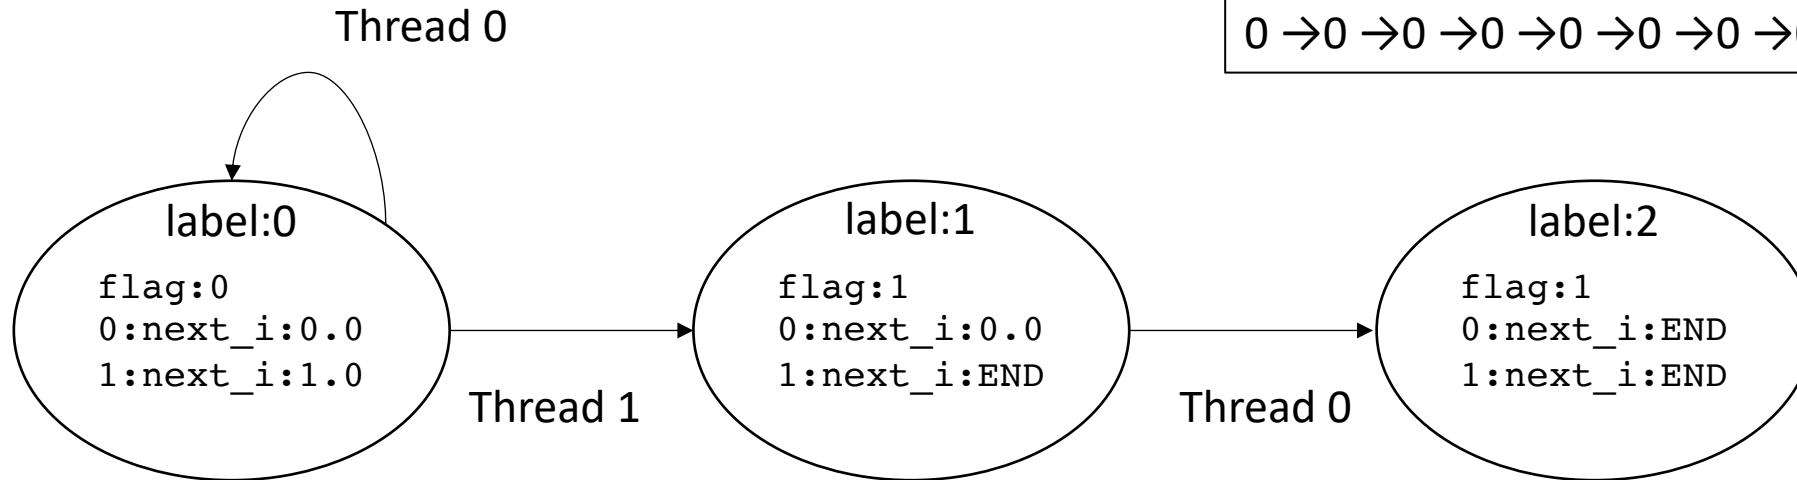 Thread 0
0 →0 →0 →0 →0 →0 →0 →
label:0
flag:0
0:next_i:0.0
1:next_i:1.0
label:1
flag:1
0:next_i:0.0
1:next_i:END
label:2
flag:1
0:next_i:END
1:next_i:END
Thread 1
Thread 0